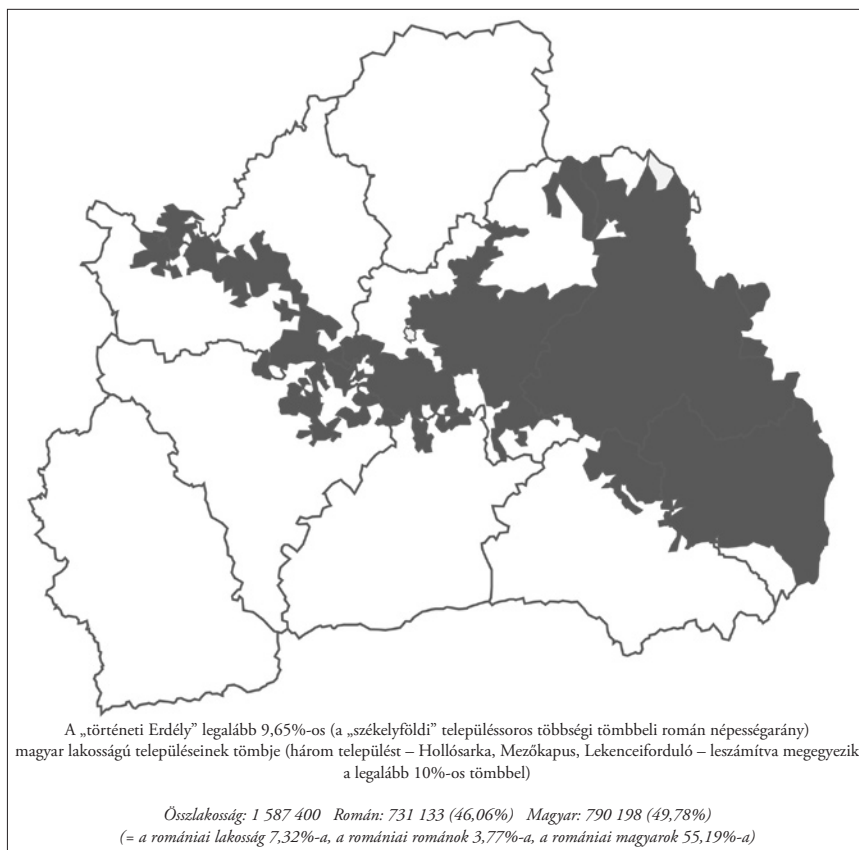 A „történeti Erdély” legalább 9,65%-os (a „székelyföldi” településsoros többségi tömbbeli román népességarány)
magyar lakosságú településeinek tömbje (három települést – Hollósarka, Mezőkapus, Lekenceiforduló – leszámítva megegyezik
a legalább 10%-os tömbbel)
Összlakosság: 1 587 400 Román: 731 133 (46,06%) Magyar: 790 198 (49,78%)
(= a romániai lakosság 7,32%-a, a romániai románok 3,77%-a, a romániai magyarok 55,19%-a)